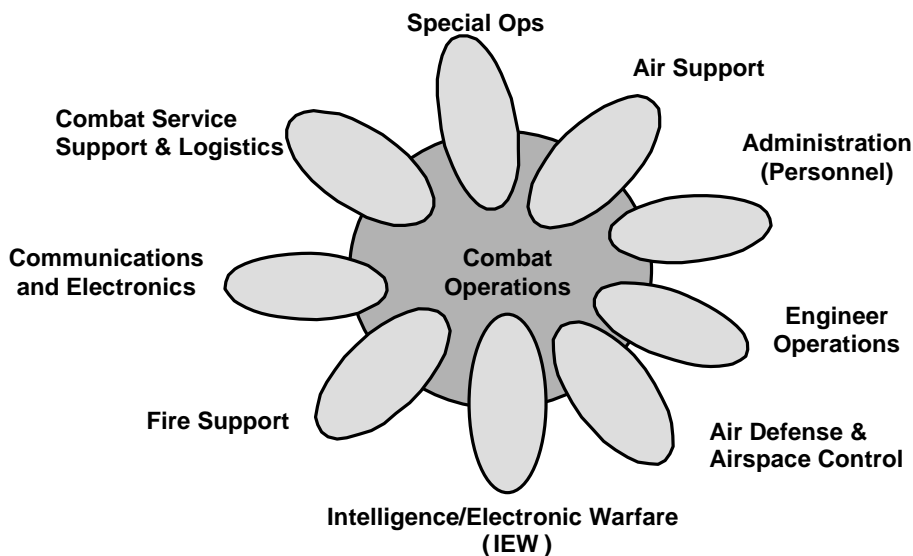 Special Ops
Air Support
Combat Service
Support & Logistics
Administration
(Personnel)
Communications
and Electronics
Combat
Operations
Engineer
Operations
Fire Support
Air Defense &
Airspace Control
Intelligence/Electronic Warfare
(IEW)